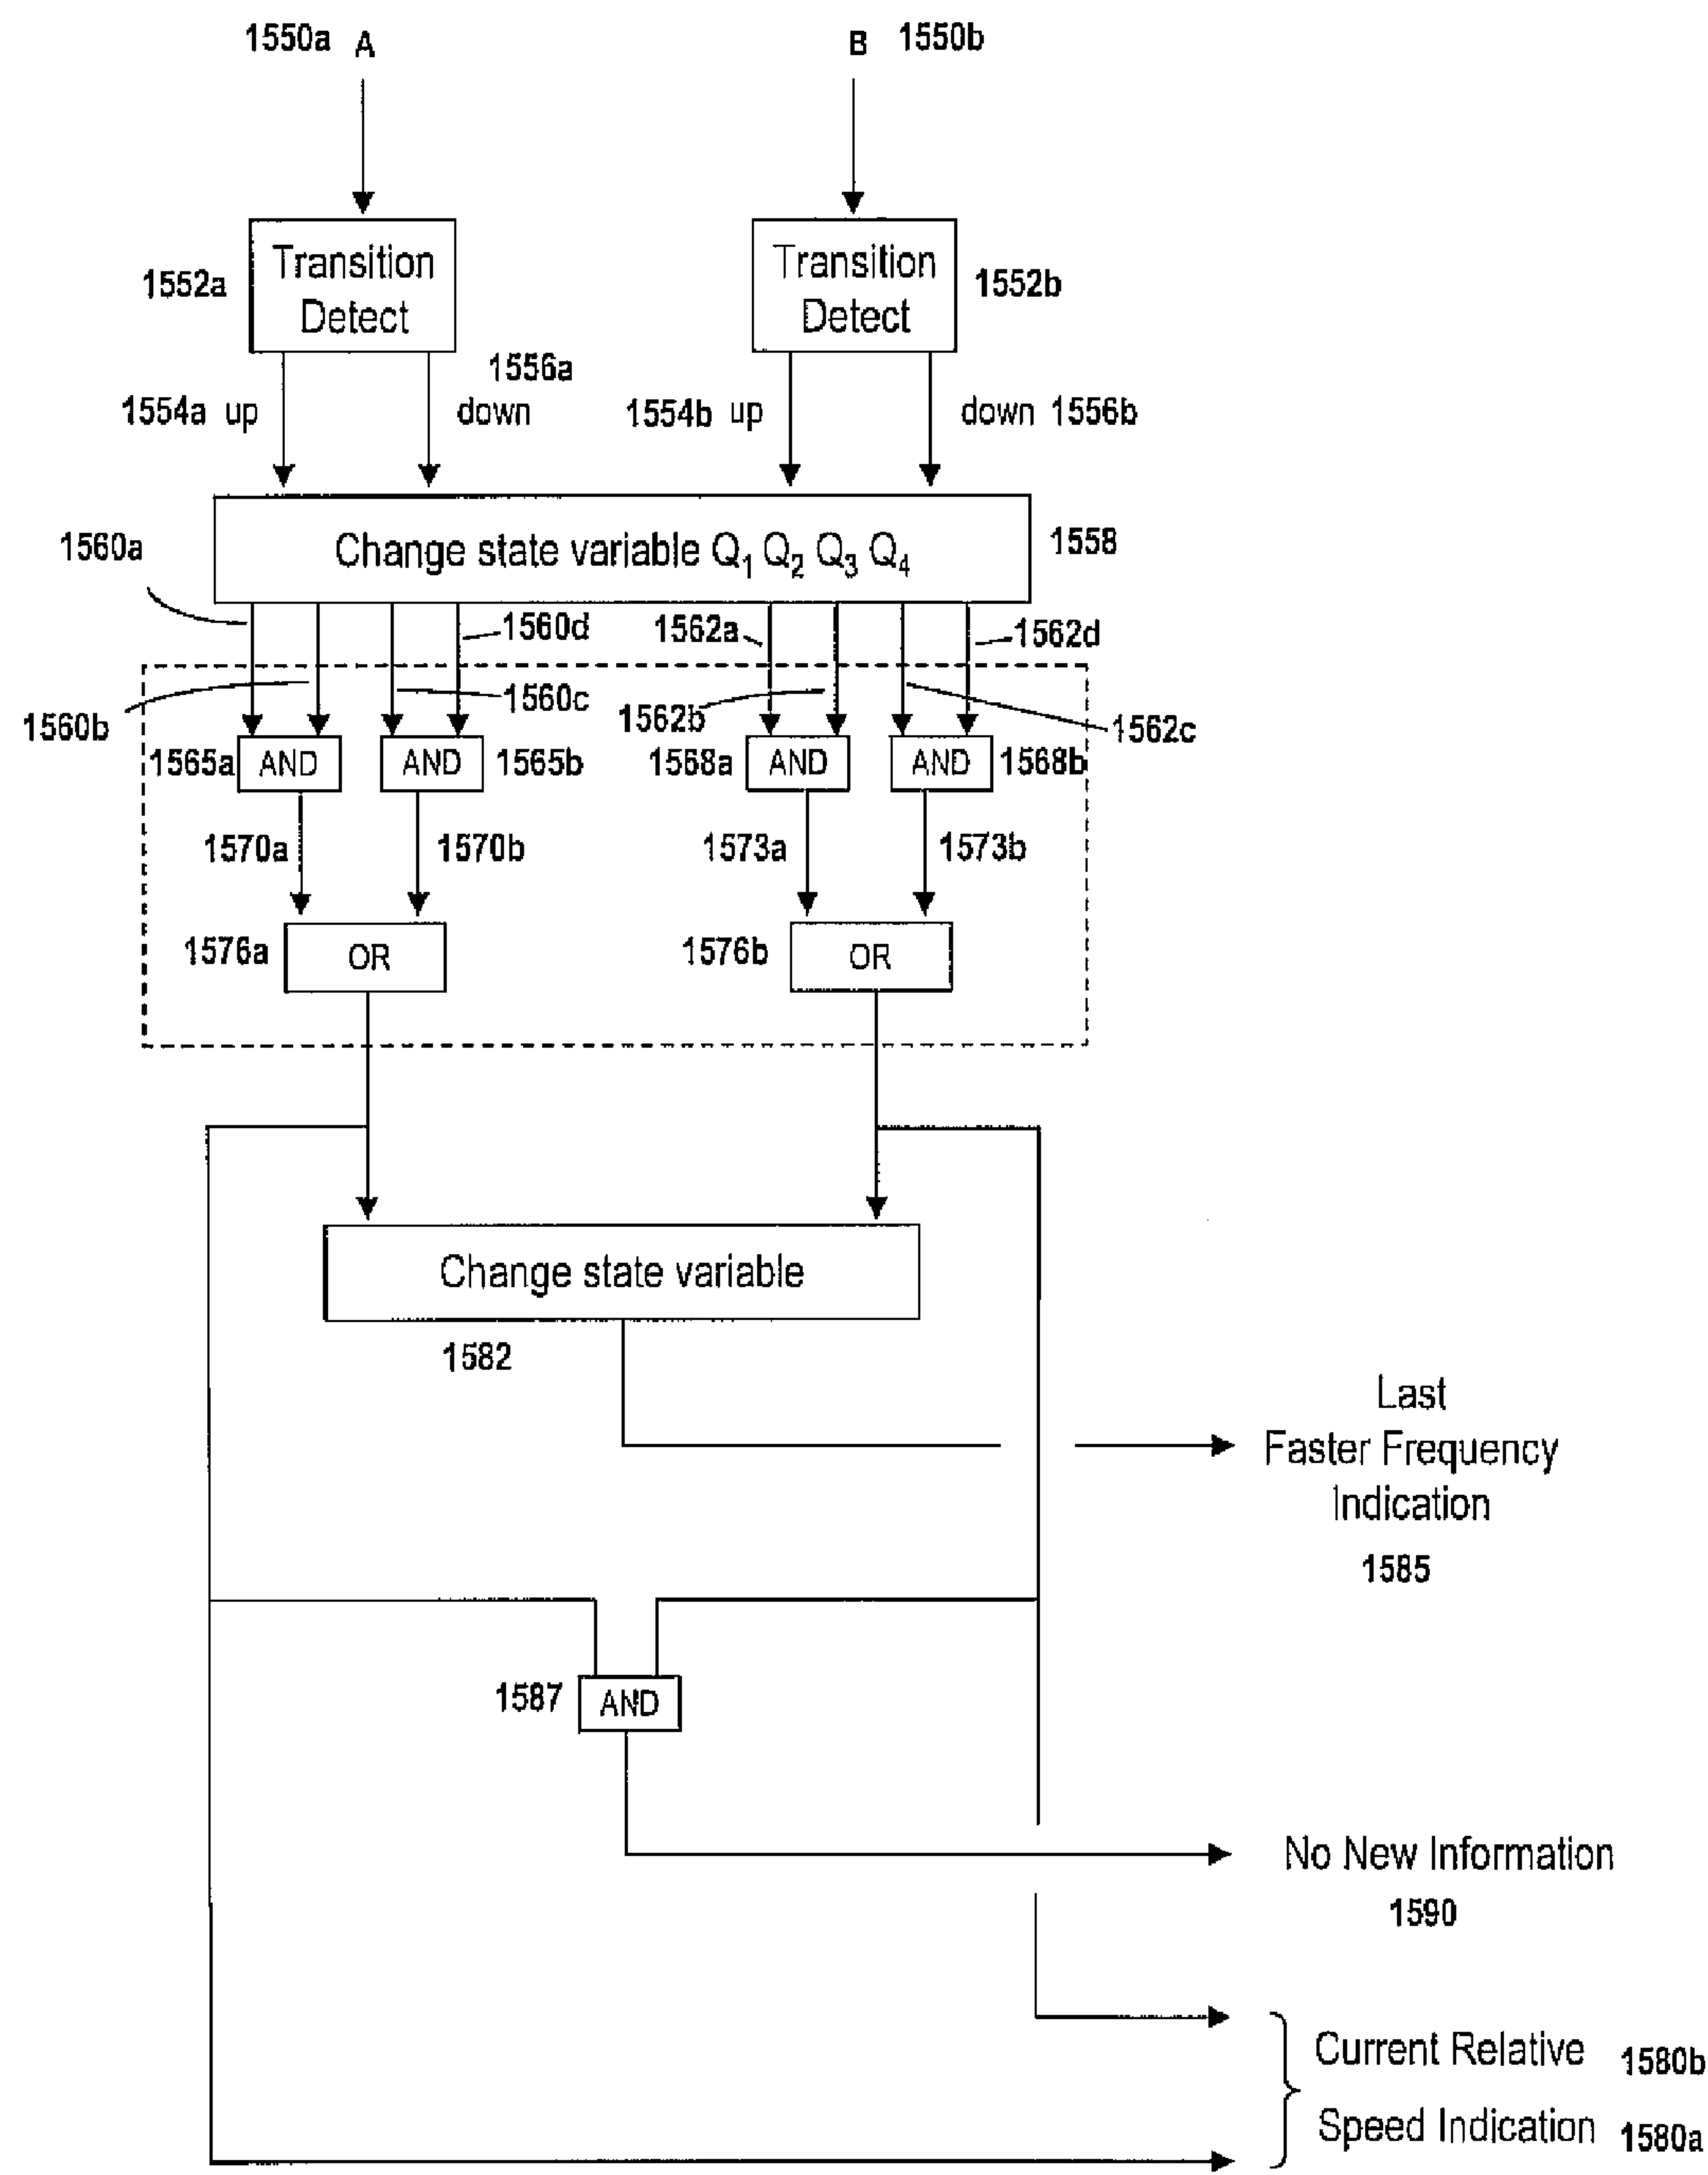 1550a A B 1550b
1552a Transition Detect Transition Detect 1552b
1554a up 1556a down 1554b up down 1556b
Change state variable Q1 Q2 Q3 Q4 1558
1560a
1560d 1562a 1562d
1560b 1560c 1562b 1562c
1565a AND AND 1565b 1568a AND AND 1568b
1570a 1570b 1573a 1573b
1576a OR 1576b OR
Change state variable
1582
Last
Faster Frequency
Indication
1585
1587 AND
No New Information
1590
Current Relative 1580b
Speed Indication 1580a